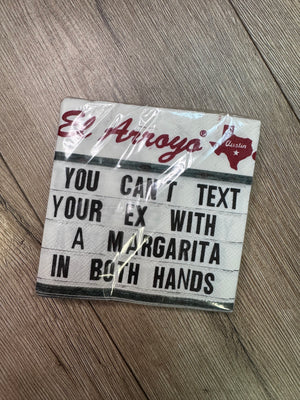 El Arroyo®
Austin
YOU CAN'T TEXT
YOUR EX WITH
A MARGARITA
IN BOTH HANDS